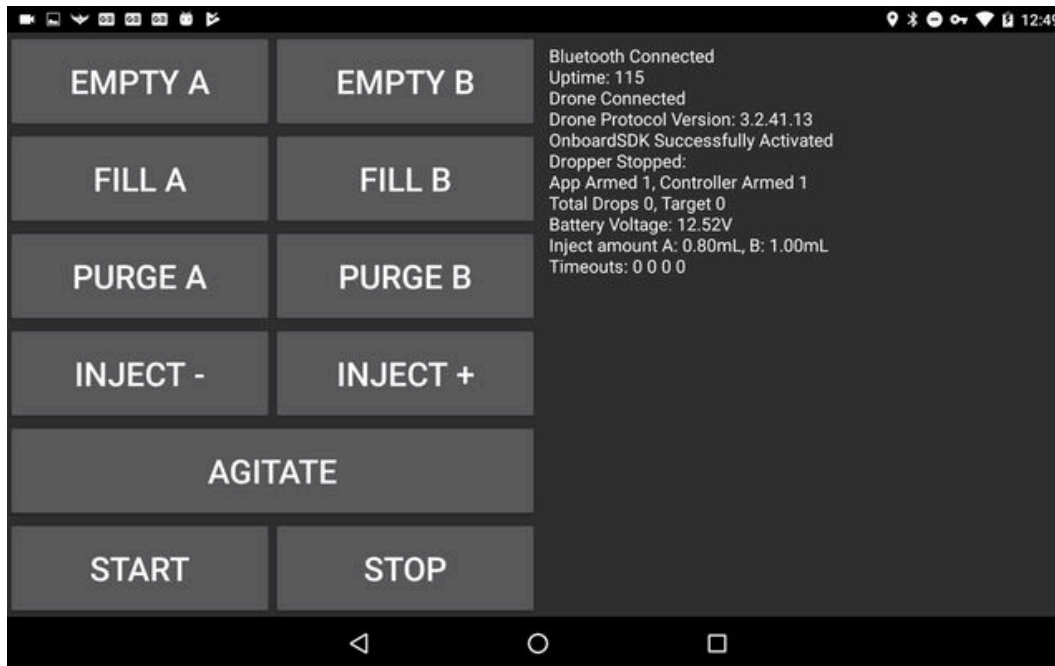 12:49
EMPTY A
EMPTY B
FILL A
FILL B
PURGE A
PURGE B
INJECT -
INJECT +
AGITATE
START
STOP
Bluetooth Connected
Uptime: 115
Drone Connected
Drone Protocol Version: 3.2.41.13
OnboardSDK Successfully Activated
Dropper Stopped:
App Armed 1, Controller Armed 1
Total Drops 0, Target 0
Battery Voltage: 12.52V
Inject amount A: 0.80mL, B: 1.00mL
Timeouts: 0 0 0 0